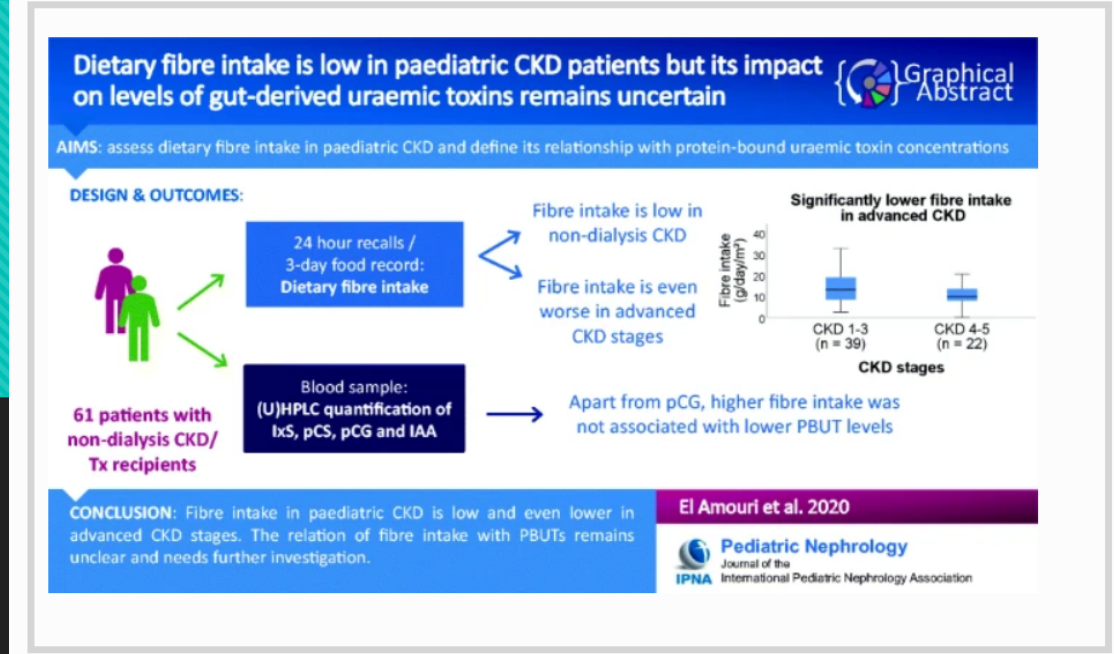 Dietary fibre intake is low in paediatric CKD patients but its impact
on levels of gut-derived uraemic toxins remains uncertain
Graphical
Abstract
AIMS: assess dietary fibre intake in paediatric CKD and define its relationship with protein-bound uraemic toxin concentrations
DESIGN & OUTCOMES:
61 patients with
non-dialysis CKD/
Tx recipients
24 hour recalls /
3-day food record:
Dietary fibre intake
Fibre intake is low in
non-dialysis CKD
Fibre intake is even
worse in advanced
CKD stages
Significantly lower fibre intake
in advanced CKD
Fibre intake
(g/day/m²)
40
30
20
10
0
CKD 1-3
(n = 39)
CKD 4-5
(n = 22)
CKD stages
Blood sample:
(U)HPLC quantification of
IxS, pCS, pCG and IAA
Apart from pCG, higher fibre intake was
not associated with lower PBUT levels
CONCLUSION: Fibre intake in paediatric CKD is low and even lower in
advanced CKD stages. The relation of fibre intake with PBUTs remains
unclear and needs further investigation.
El Amouri et al. 2020
Pediatric Nephrology
Journal of the
International Pediatric Nephrology Association
IPNA